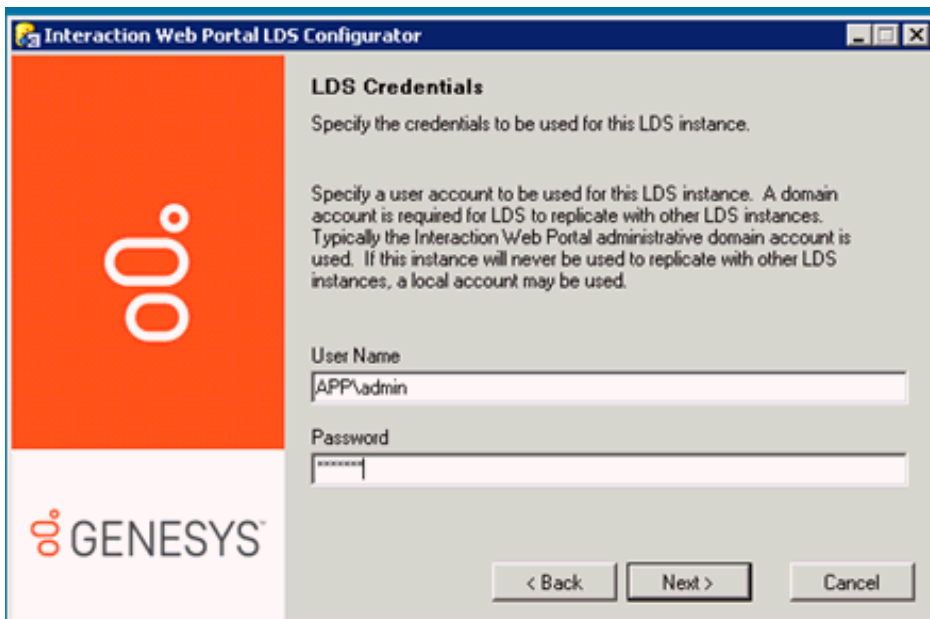 Interaction Web Portal LDS Configurator
LDS Credentials
Specify the credentials to be used for this LDS instance.
Specify a user account to be used for this LDS instance. A domain
account is required for LDS to replicate with other LDS instances.
Typically the Interaction Web Portal administrative domain account is
used. If this instance will never be used to replicate with other LDS
instances, a local account may be used.
User Name
APP\admin
Password
*******
GENESYS™
< Back Next > Cancel